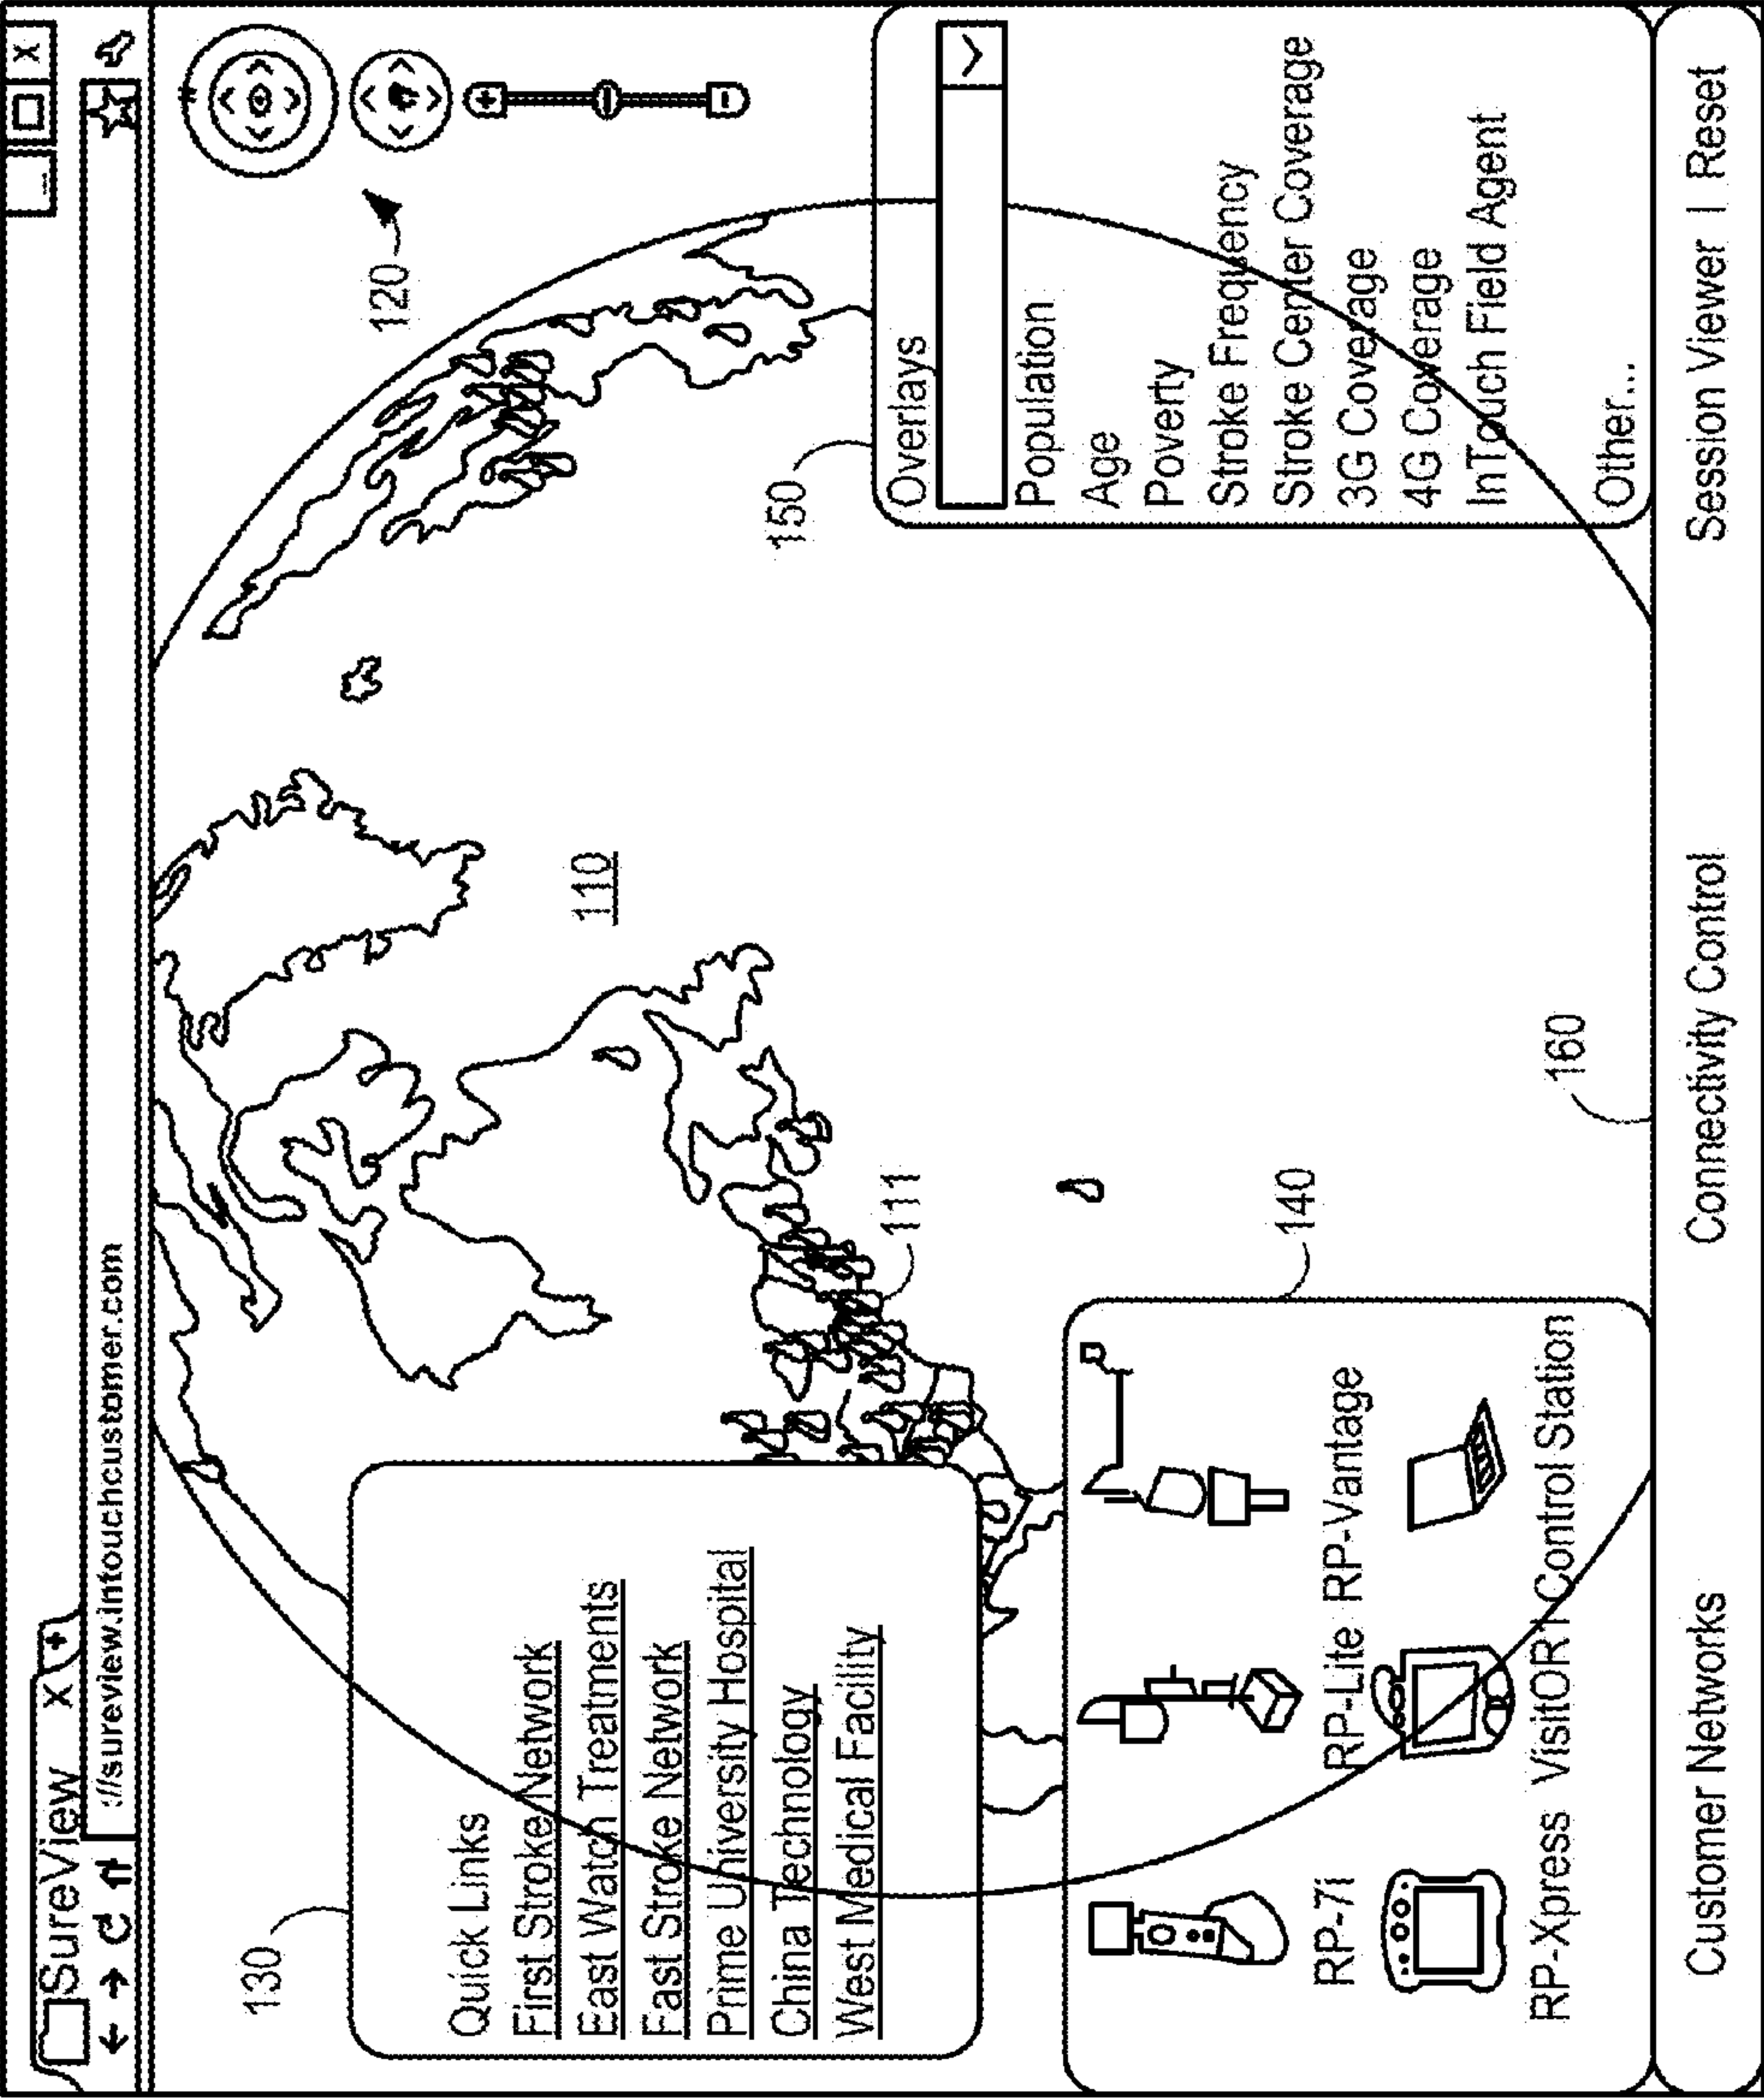 SureView X +
_ □ X
://sureview.intouchcustomer.com
120
130
Quick Links
First Stroke Network
East Watch Treatments
Fast Stroke Network
Prime University Hospital
China Technology
West Medical Facility
110
111
150
Overlays
Population
Age
Poverty
Stroke Frequency
Stroke Center Coverage
3G Coverage
4G Coverage
InTouch Field Agent
Other...
140
RP-7i RP-Lite RP-Vantage
RP-Xpress VisitOR1 Control Station
160
Customer Networks Connectivity Control Session Viewer | Reset